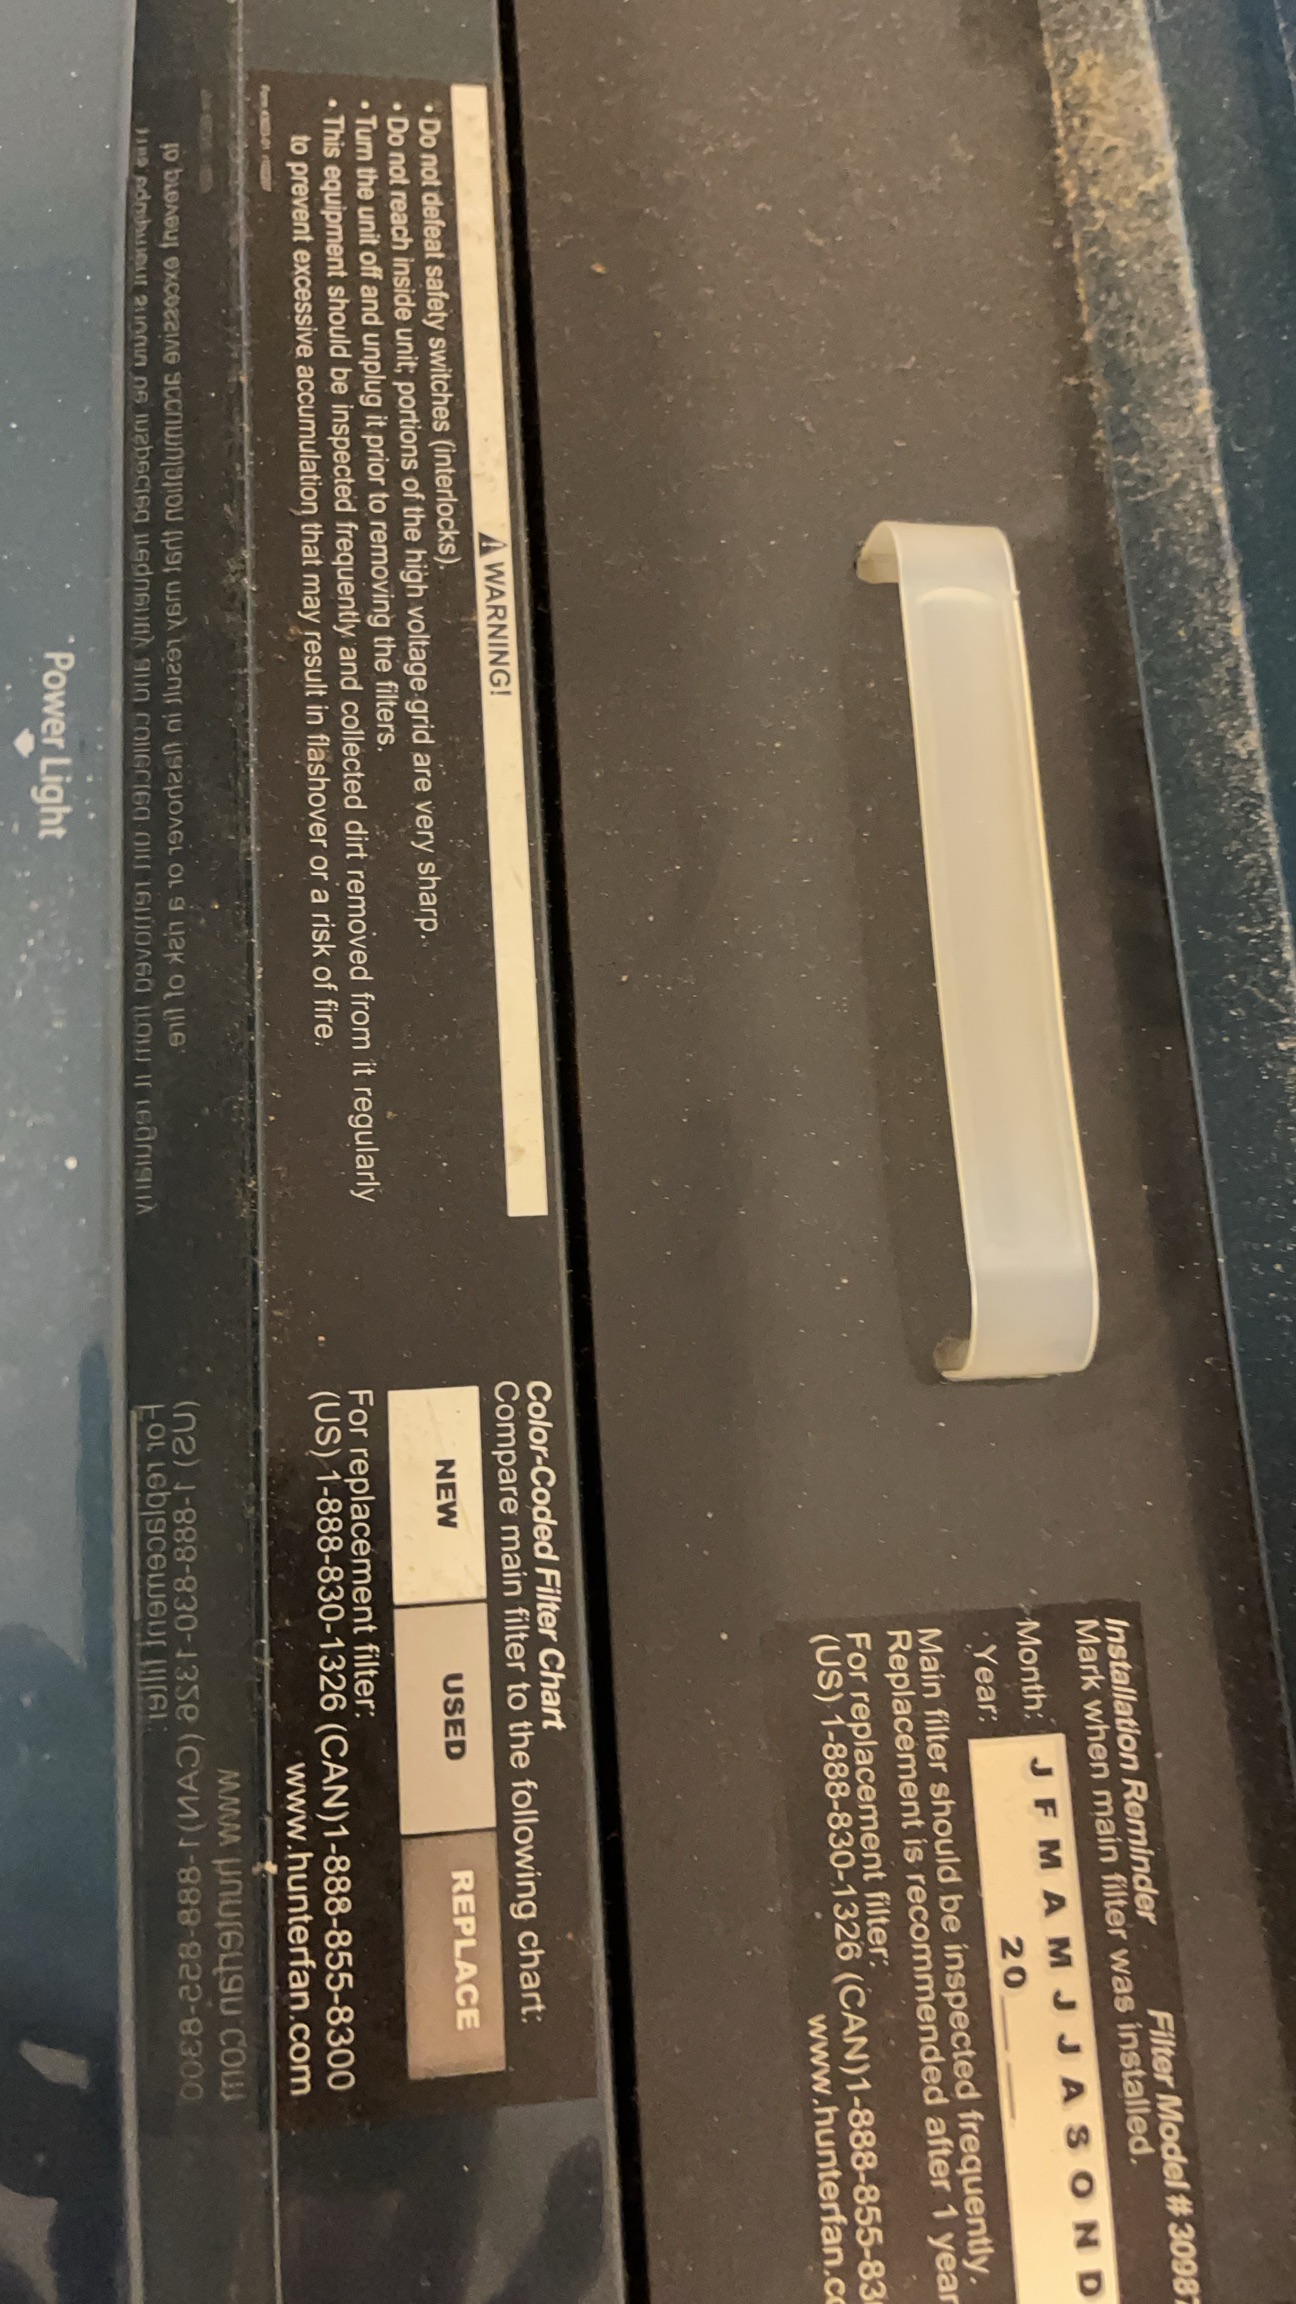 Filter Model # 30987
Installation Reminder
Mark when main filter was installed.
Month: J F M A M J J A S O N D
Year: 20
Main filter should be inspected frequently.
Replacement is recommended after 1 year
For replacement filter:
(US) 1-888-830-1326 (CAN)1-888-855-83
www.hunterfan.co
⚠ WARNING!
• Do not defeat safety switches (interlocks).
• Do not reach inside unit; portions of the high voltage grid are very sharp.
• Turn the unit off and unplug it prior to removing the filters.
• This equipment should be inspected frequently and collected dirt removed from it regularly
to prevent excessive accumulation that may result in flashover or a risk of fire.
Color-Coded Filter Chart
Compare main filter to the following chart:
NEW USED REPLACE
For replacement filter:
(US) 1-888-830-1326 (CAN)1-888-855-8300
www.hunterfan.com
Power Light